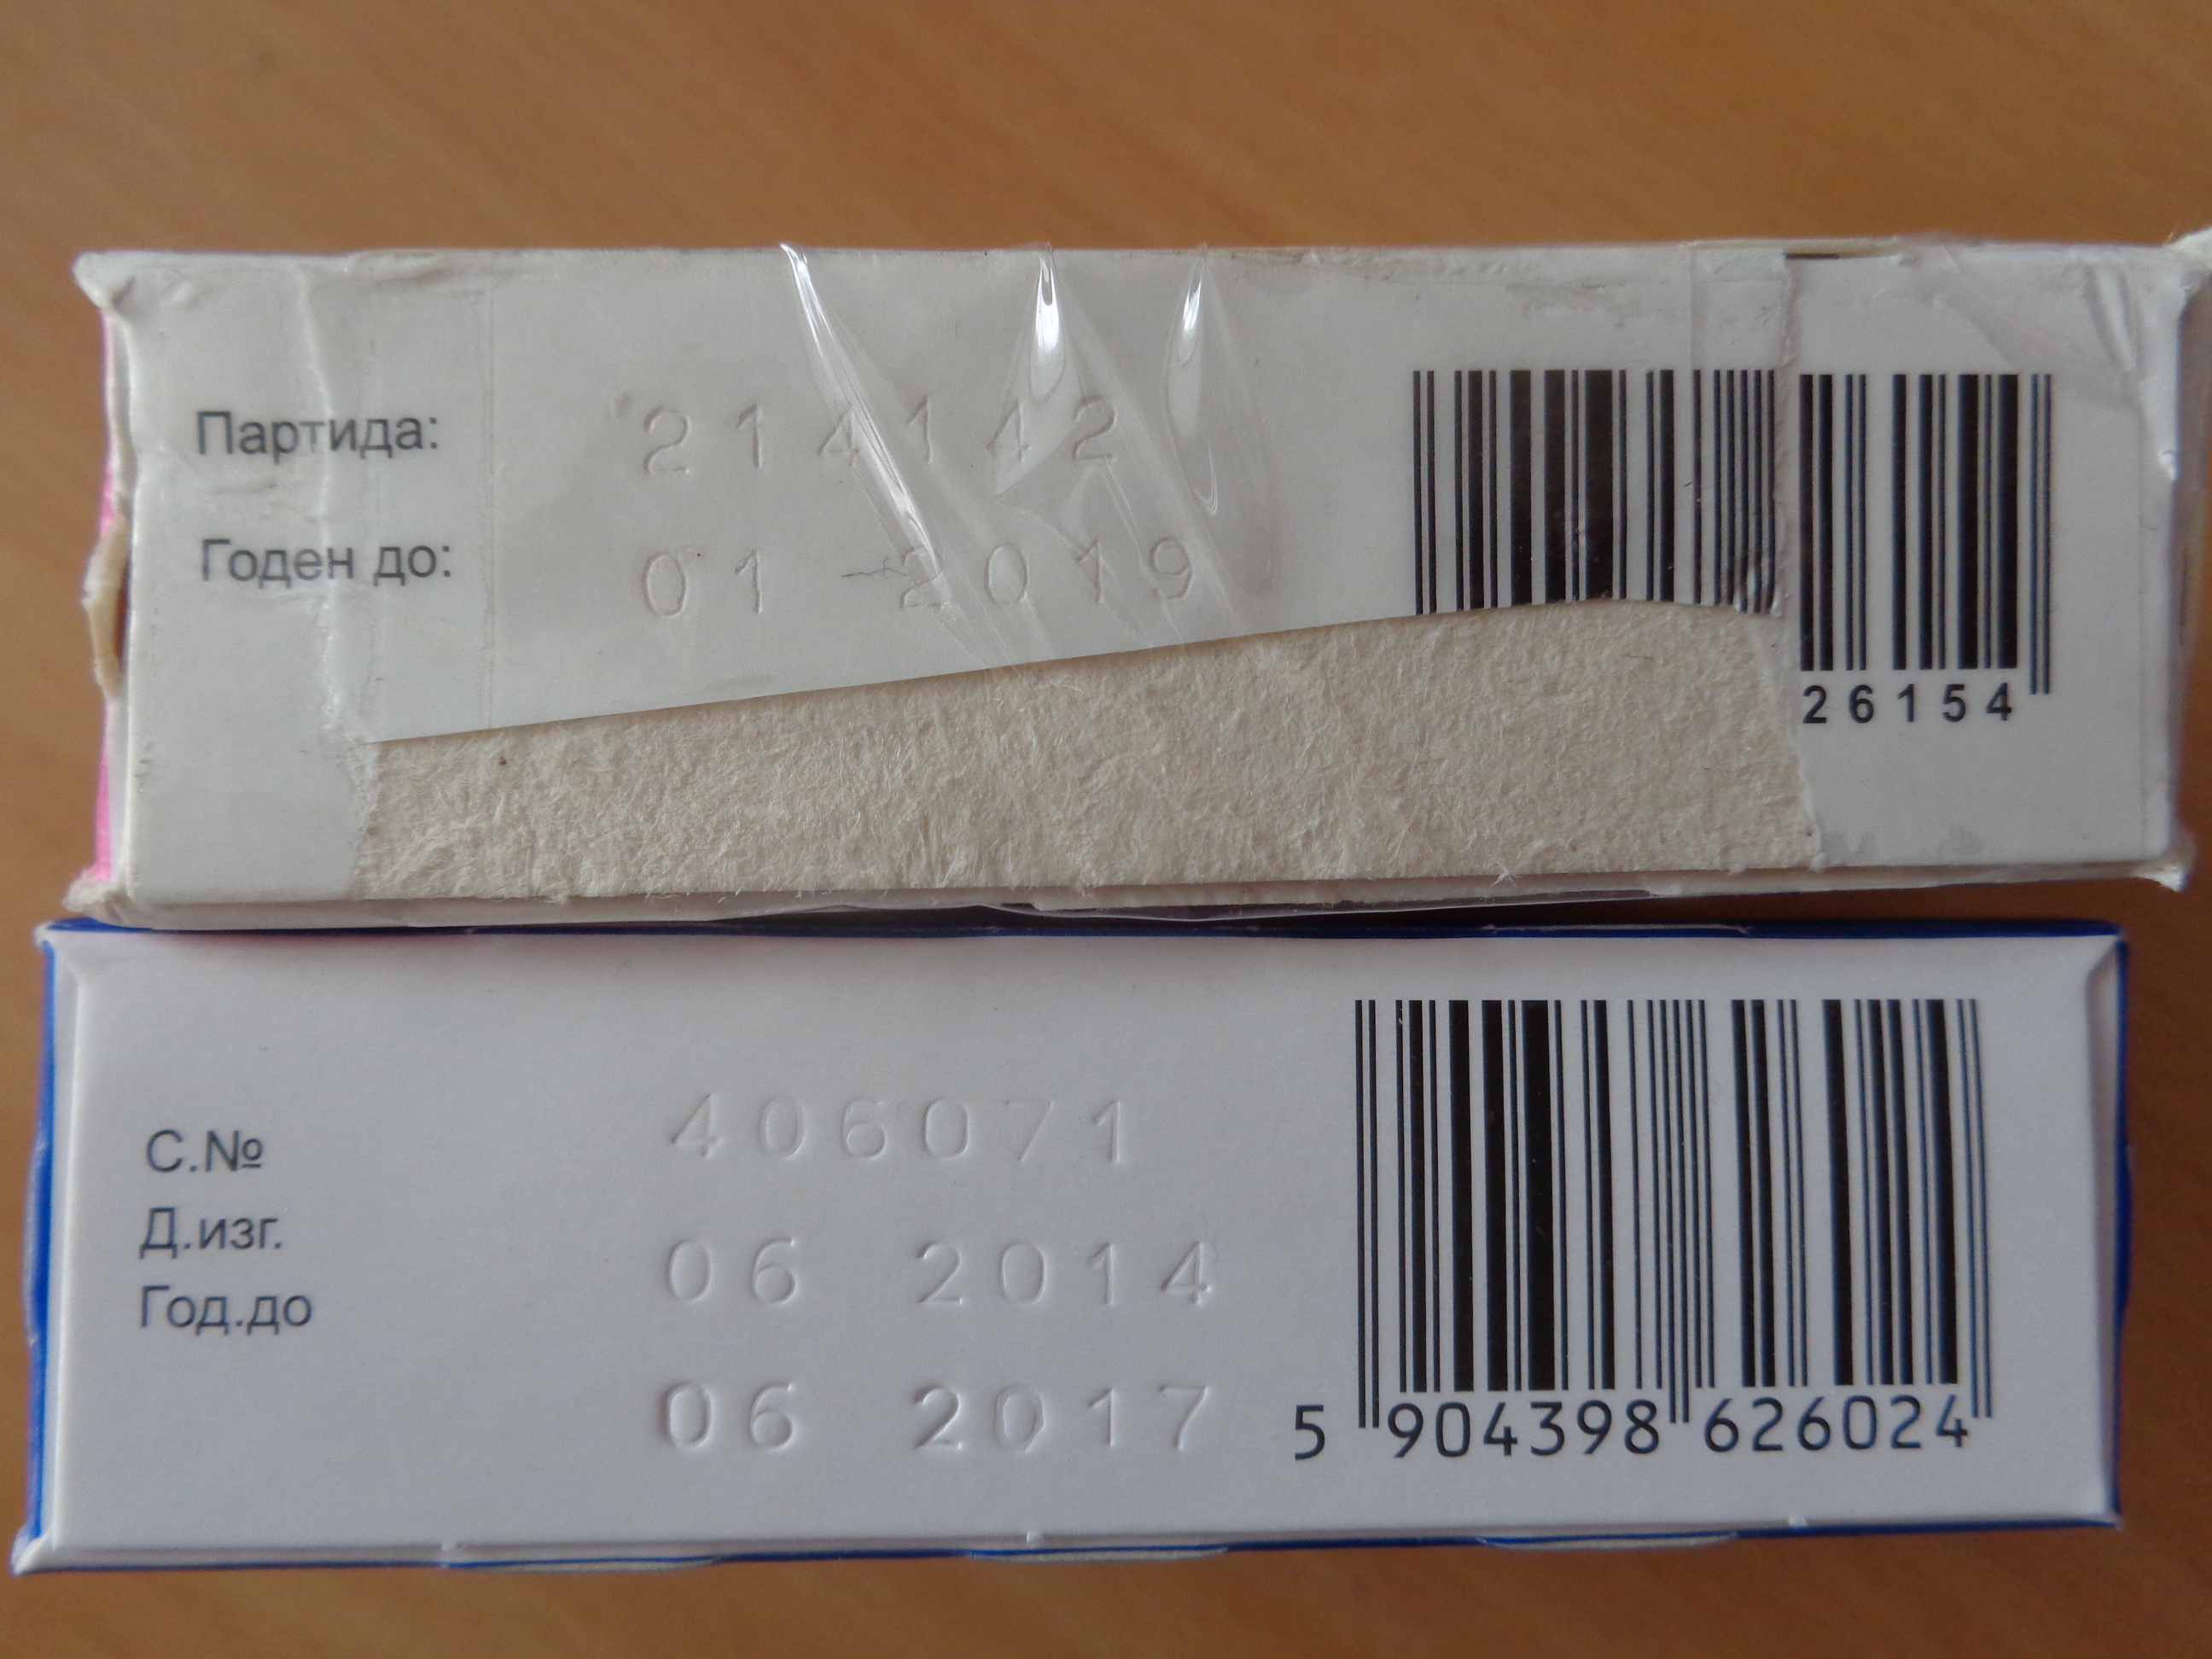 Партида: 214142
Годен до: 01 2019
26154
С.№ 406071
Д.изг. 06 2014
Год.до 06 2017
5 904398 626024